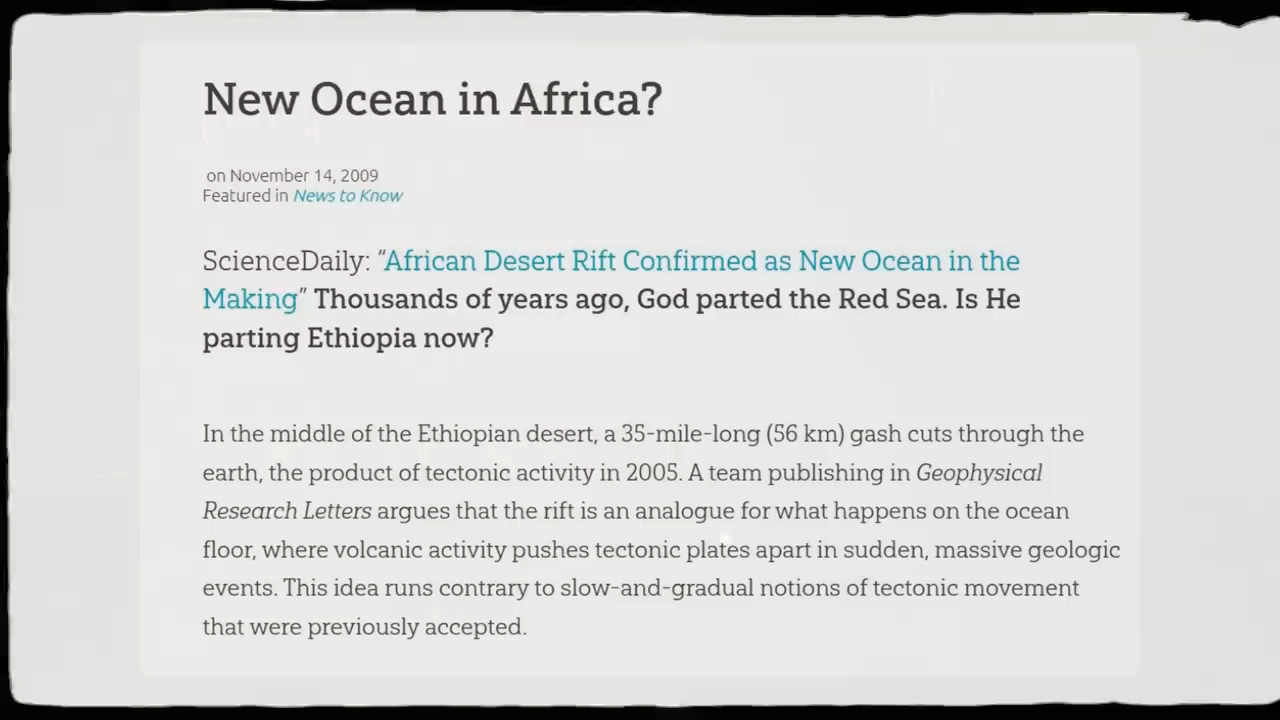 New Ocean in Africa?
on November 14, 2009
Featured in News to Know
ScienceDaily: “African Desert Rift Confirmed as New Ocean in the
Making” Thousands of years ago, God parted the Red Sea. Is He
parting Ethiopia now?
In the middle of the Ethiopian desert, a 35-mile-long (56 km) gash cuts through the
earth, the product of tectonic activity in 2005. A team publishing in Geophysical
Research Letters argues that the rift is an analogue for what happens on the ocean
floor, where volcanic activity pushes tectonic plates apart in sudden, massive geologic
events. This idea runs contrary to slow-and-gradual notions of tectonic movement
that were previously accepted.